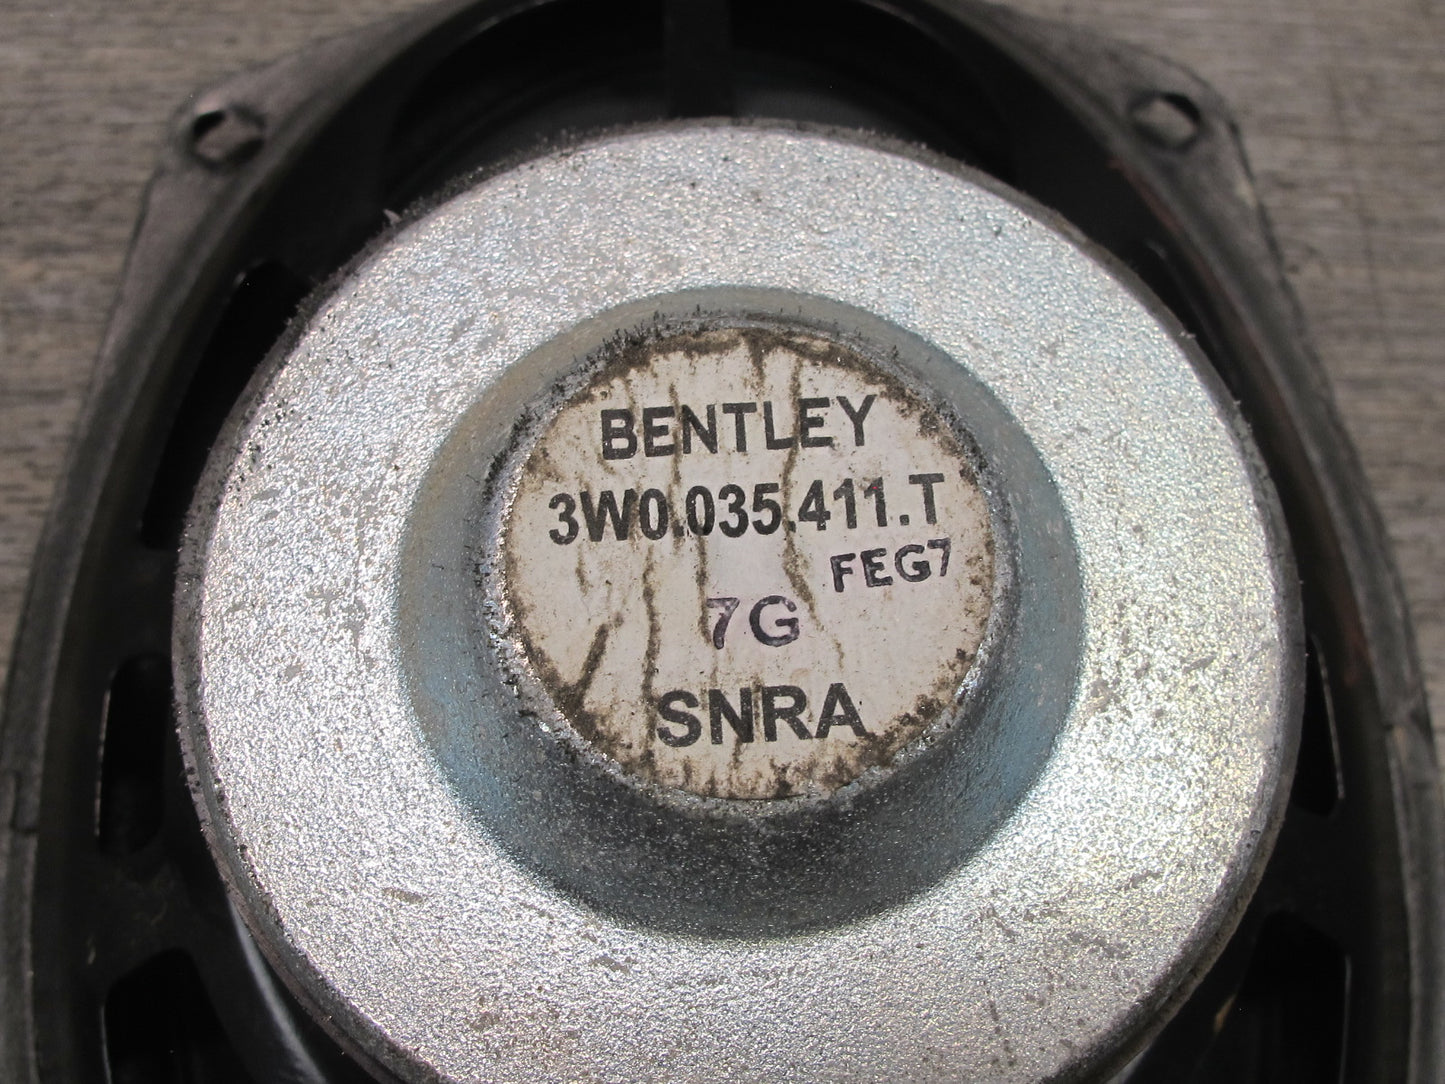 BENTLEY
3W0.035.411.T
FEG7
7G
SNRA